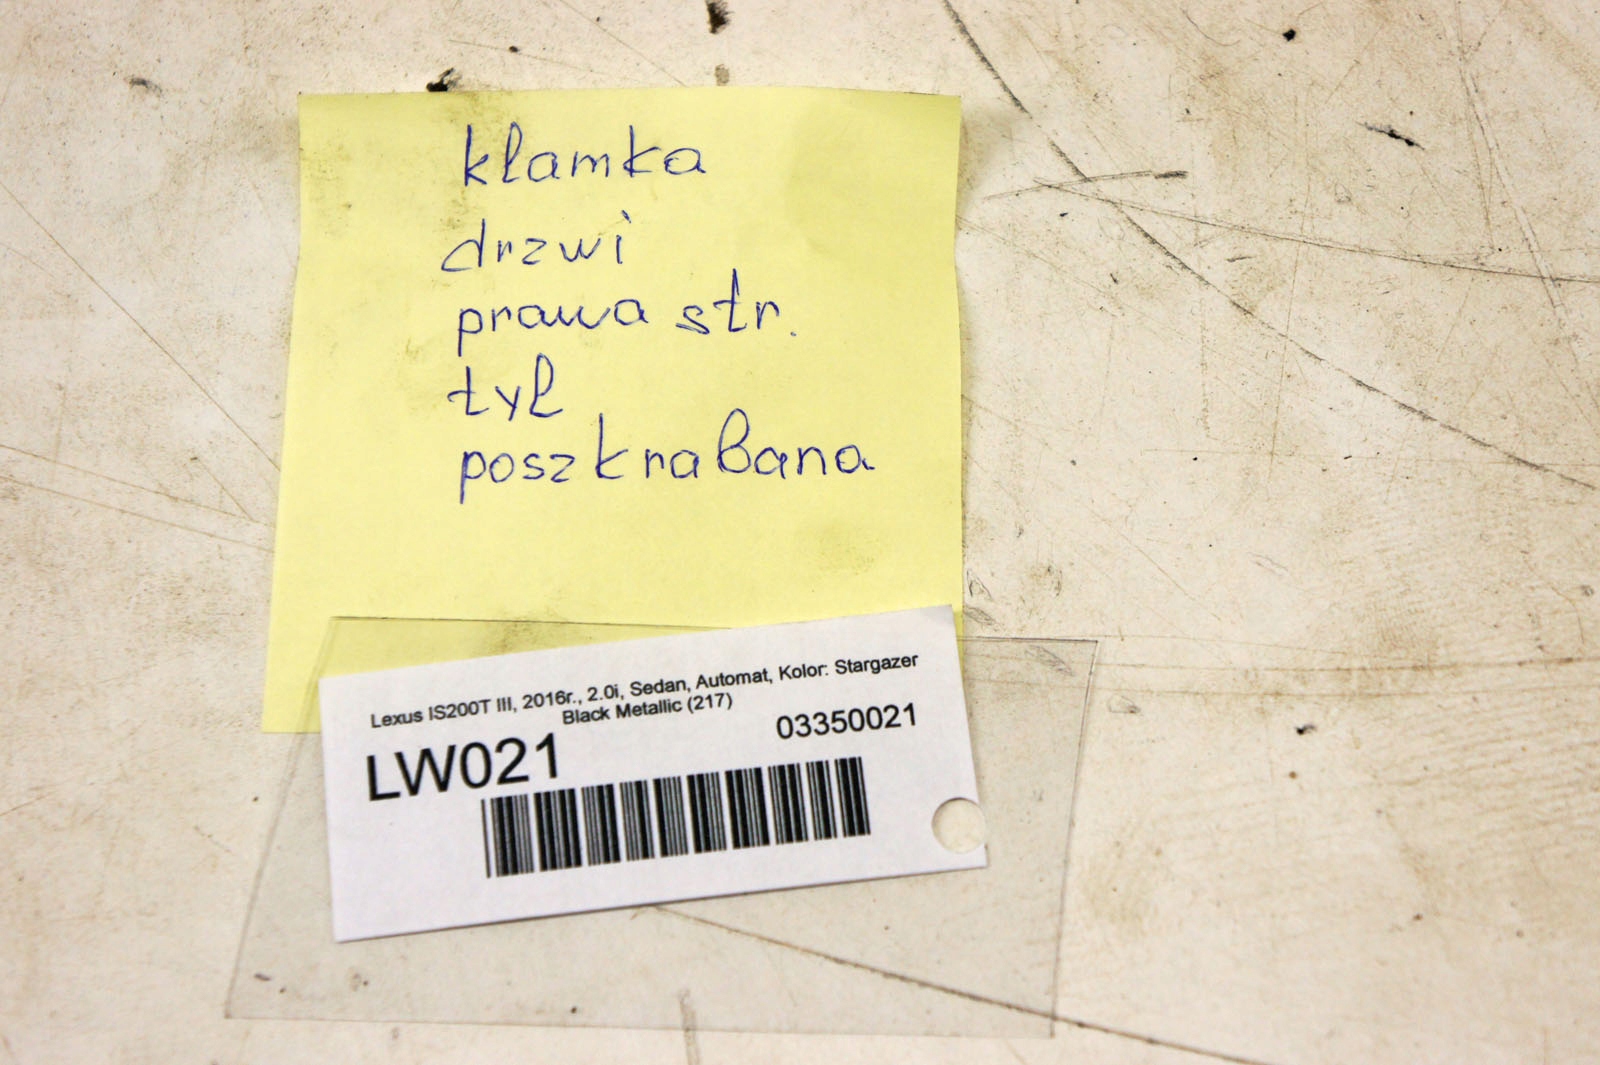 kłamka
drzwi
prawa str.
tył
poszkrabana
Lexus IS200T III, 2016r., 2.0i, Sedan, Automat, Kolor: Stargazer
Black Metallic (217)
03350021
LW021